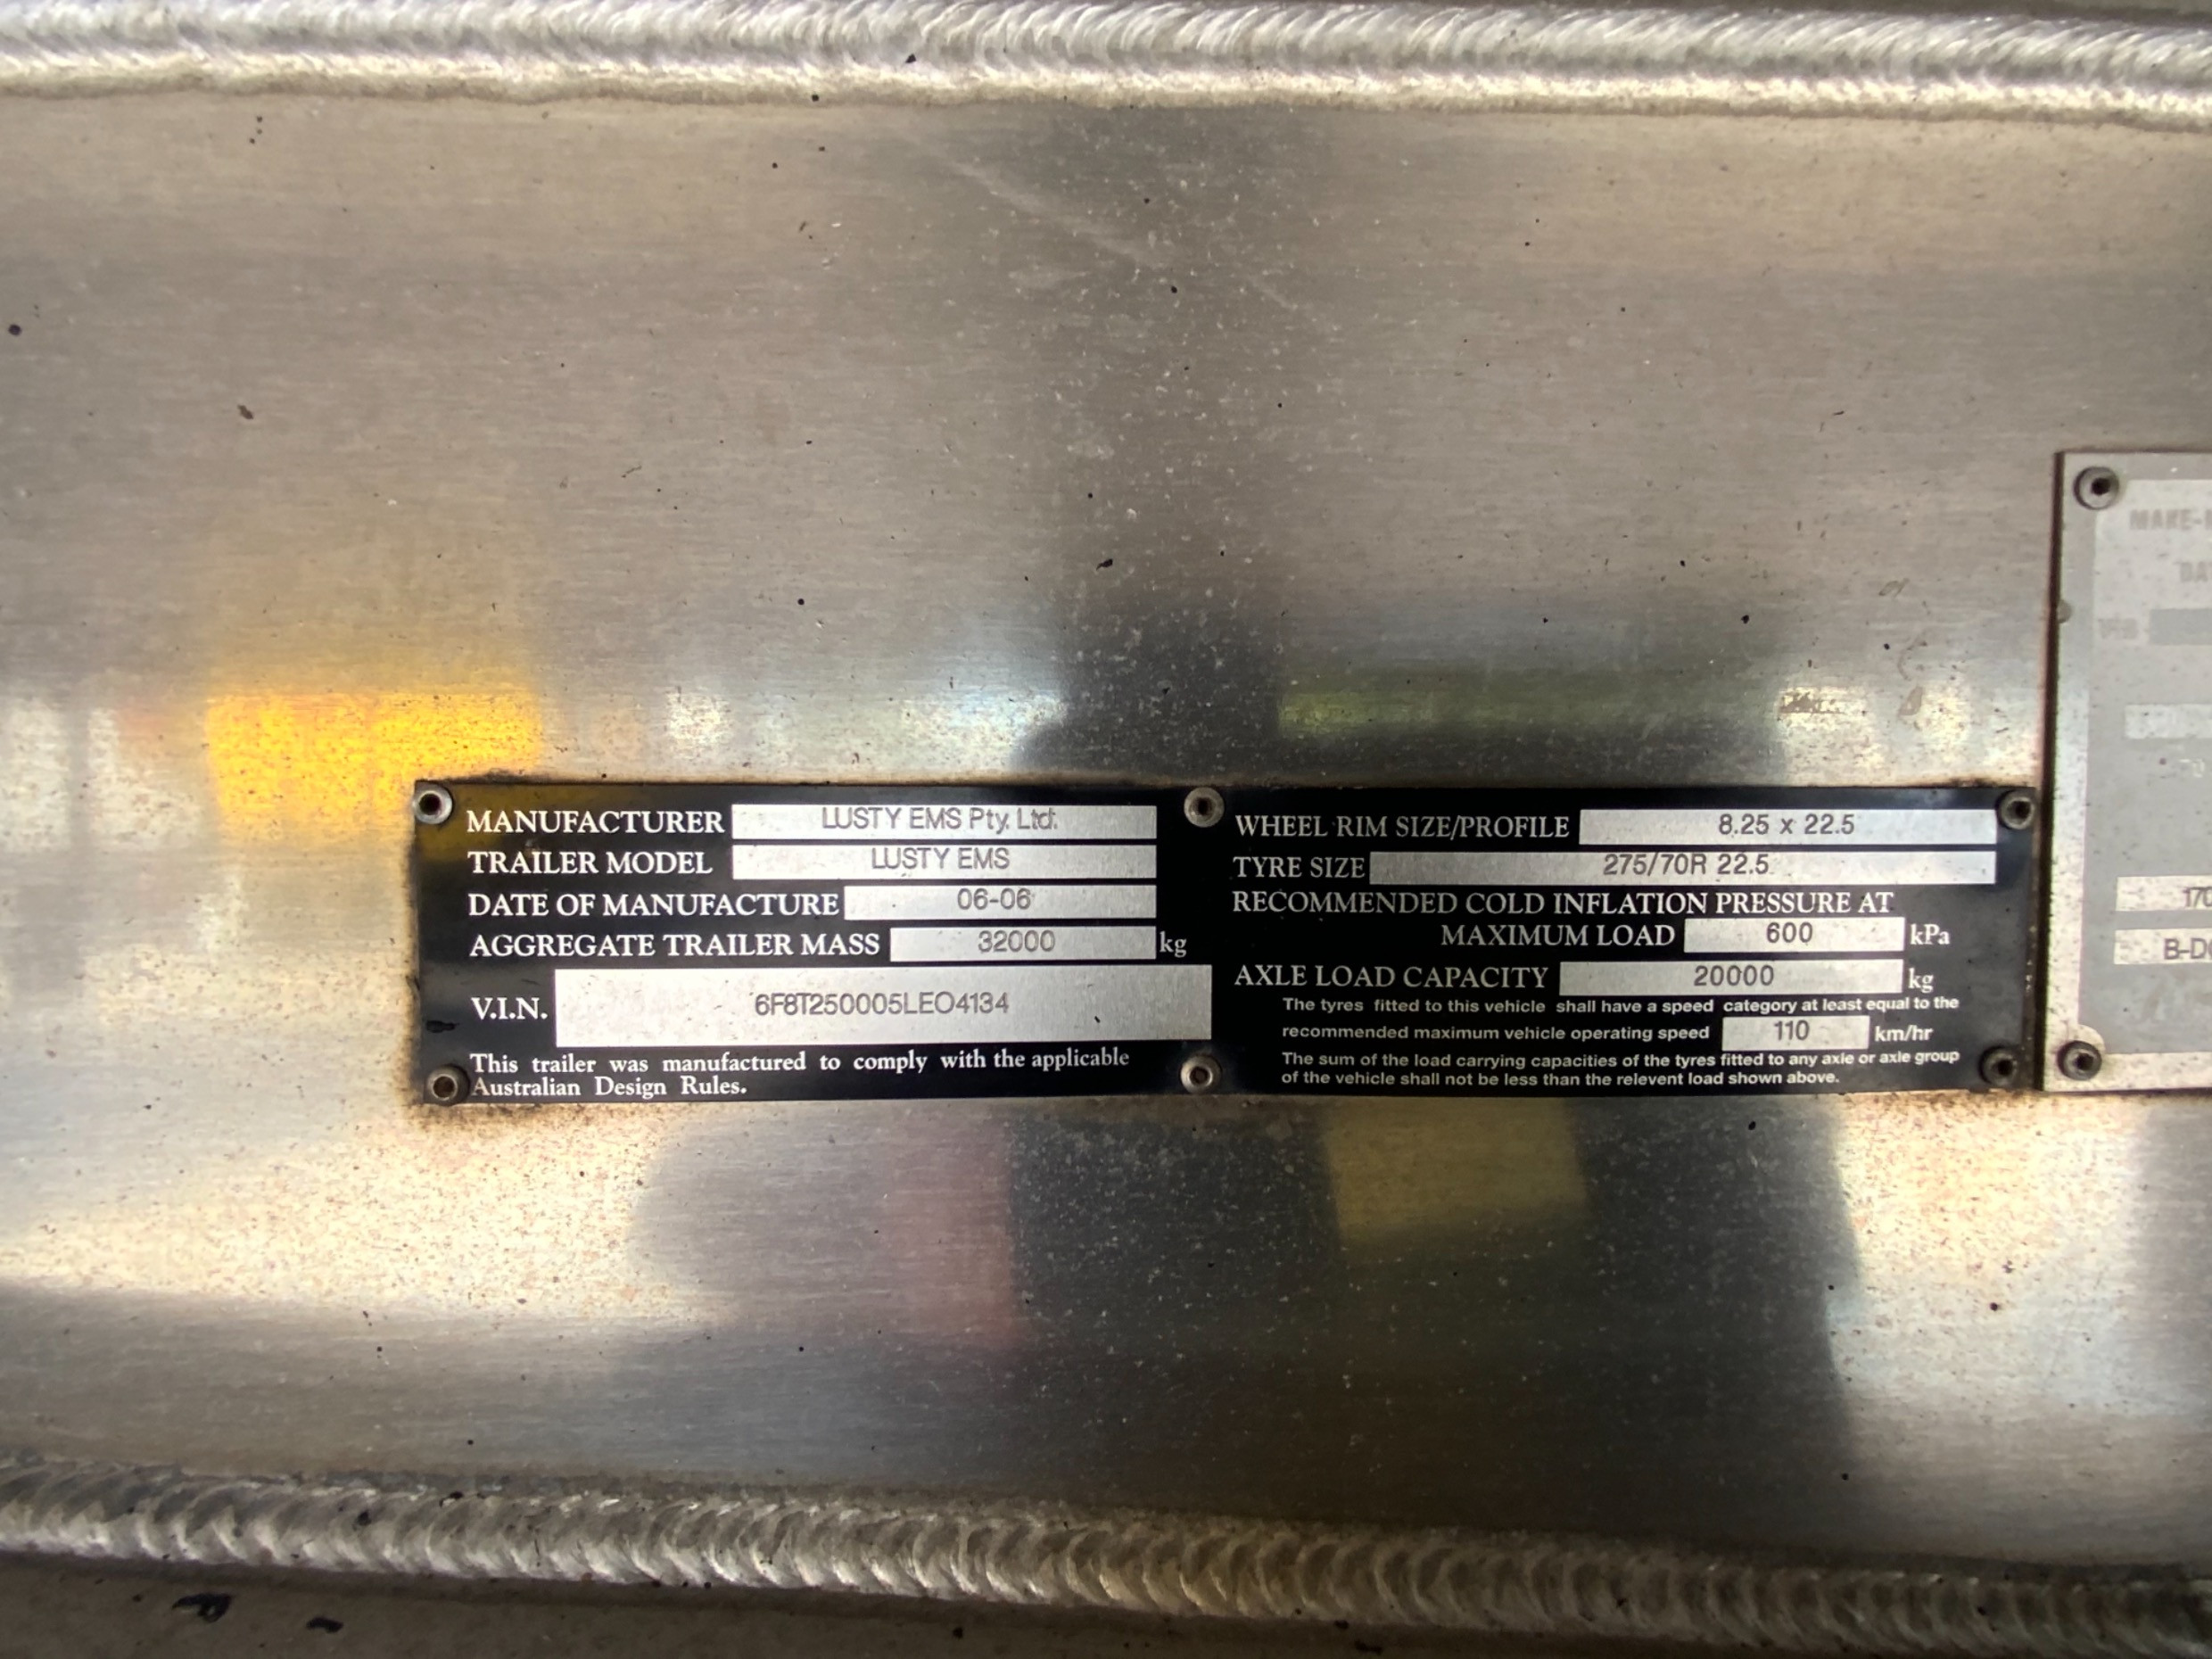 MANUFACTURER LUSTY EMS Pty. Ltd.
TRAILER MODEL LUSTY EMS
DATE OF MANUFACTURE 06-06
AGGREGATE TRAILER MASS 32000 kg
V.I.N. 6F8T250005LEO4134
This trailer was manufactured to comply with the applicable
Australian Design Rules.
WHEEL RIM SIZE/PROFILE 8.25 x 22.5
TYRE SIZE 275/70R 22.5
RECOMMENDED COLD INFLATION PRESSURE AT
MAXIMUM LOAD 600 kPa
AXLE LOAD CAPACITY 20000 kg
The tyres fitted to this vehicle shall have a speed category at least equal to the
recommended maximum vehicle operating speed 110 km/hr
The sum of the load carrying capacities of the tyres fitted to any axle or axle group
of the vehicle shall not be less than the relevent load shown above.
MAKE-
170
B-D